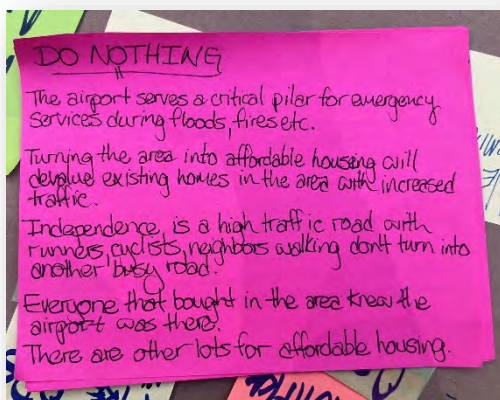 DO NOTHING
The airport serves a critical pilar for emergency
services during floods, fires etc.
Turning the area into affordable housing will
devalue existing homes in the area with increased
traffic.
Independence is a high traffic road with
runners, cyclists, neighbors walking don't turn into
another busy road.
Everyone that bought in the area knew the
airport was there.
There are other lots for affordable housing.